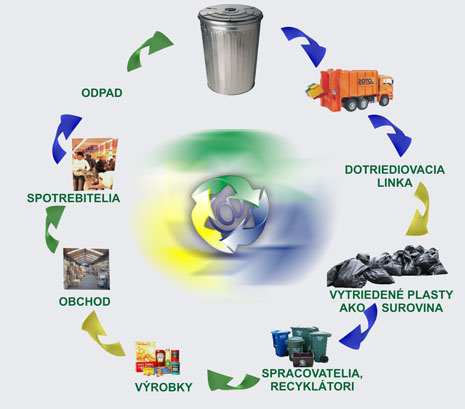 ODPAD
DOTRIEDIOVACIA
LINKA
SPOTREBITELIA
VYTRIEDENÉ PLASTY
AKO SUROVINA
OBCHOD
SPRACOVATELIA,
RECYKLÁTORI
VÝROBKY